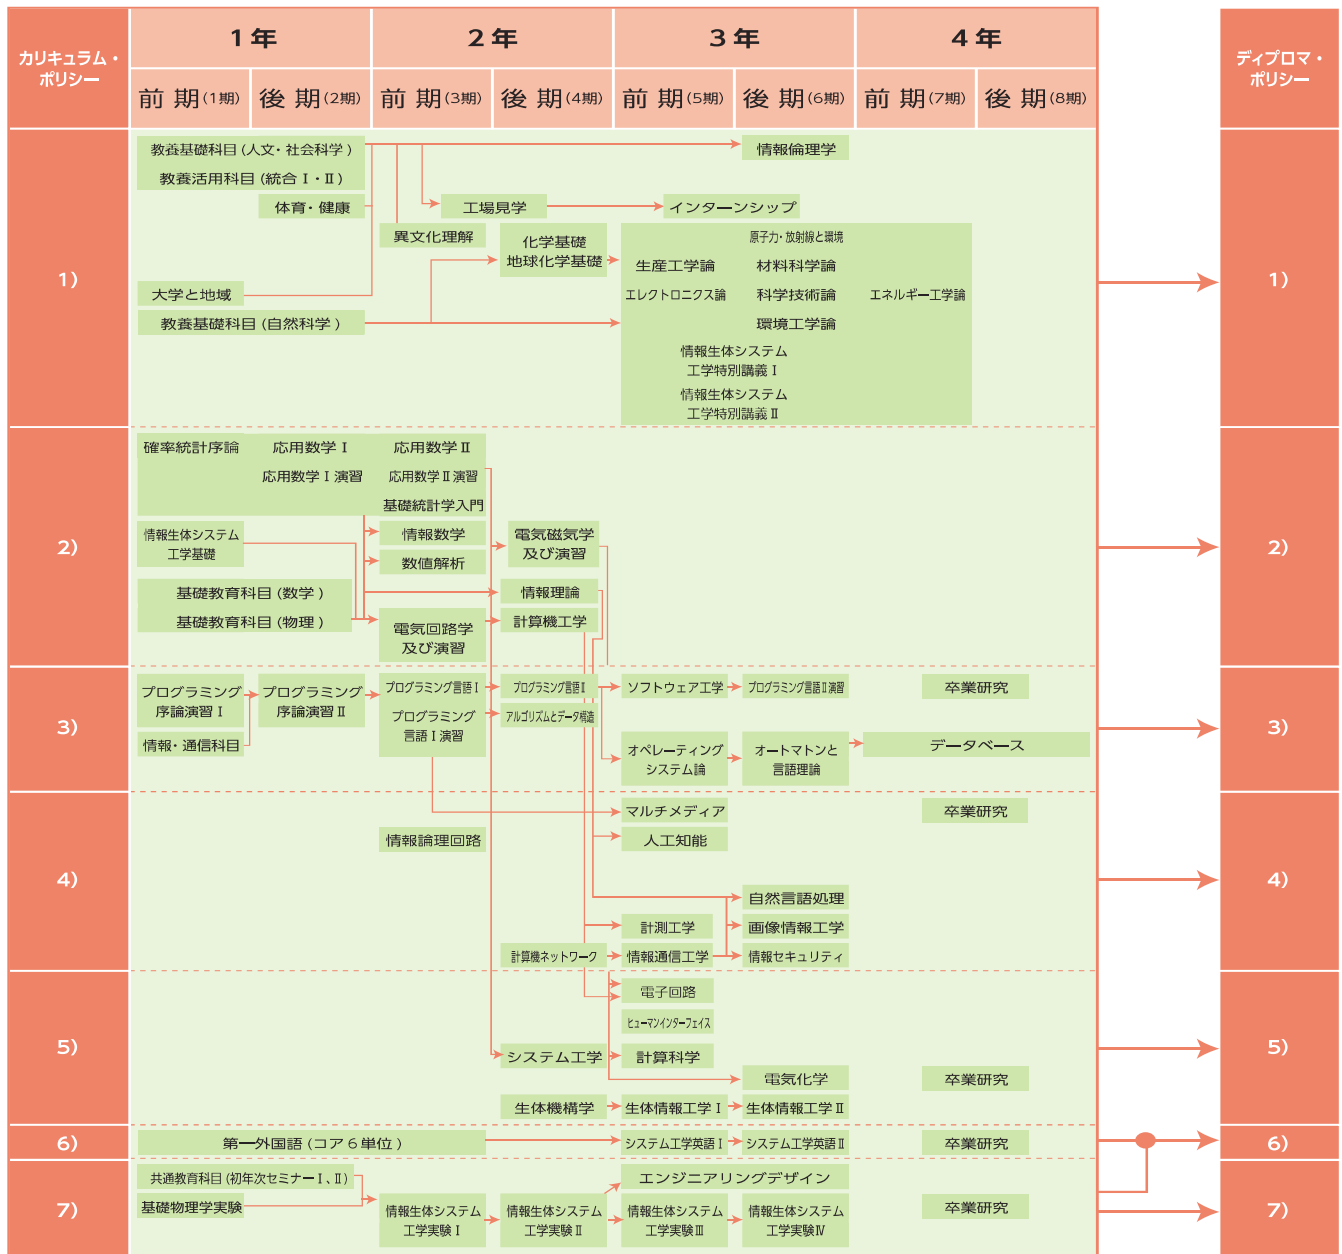 カリキュラム・
ポリシー
1年
2年
3年
4年
ディプロマ・
ポリシー
前 期(1期)
後 期(2期)
前 期(3期)
後 期(4期)
前 期(5期)
後 期(6期)
前 期(7期)
後 期(8期)
1)
教養基礎科目(人文・社会科学)
教養活用科目(統合Ⅰ・Ⅱ)
情報倫理学
体育・健康
工場見学
インターンシップ
異文化理解
化学基礎
地球化学基礎
原子力・放射線と環境
生産工学論
材料科学論
大学と地域
エレクトロニクス論
科学技術論
エネルギー工学論
教養基礎科目(自然科学)
環境工学論
情報生体システム
工学特別講義Ⅰ
情報生体システム
工学特別講義Ⅱ
1)
2)
確率統計序論
応用数学Ⅰ
応用数学Ⅱ
応用数学Ⅰ演習
応用数学Ⅱ演習
基礎統計学入門
情報生体システム
工学基礎
情報数学
電気磁気学
及び演習
数値解析
基礎教育科目(数学)
情報理論
基礎教育科目(物理)
電気回路学
及び演習
計算機工学
2)
3)
プログラミング
序論演習Ⅰ
プログラミング
序論演習Ⅱ
プログラミング言語Ⅰ
プログラミング言語Ⅱ
ソフトウェア工学
プログラミング言語Ⅱ演習
卒業研究
プログラミング
言語Ⅰ演習
アルゴリズムとデータ構造
情報・通信科目
オペレーティング
システム論
オートマトンと
言語理論
データベース
3)
4)
マルチメディア
卒業研究
情報論理回路
人工知能
自然言語処理
計測工学
画像情報工学
計算機ネットワーク
情報通信工学
情報セキュリティ
4)
5)
電子回路
ヒューマンインターフェイス
システム工学
計算科学
電気化学
卒業研究
生体機構学
生体情報工学Ⅰ
生体情報工学Ⅱ
5)
6)
第一外国語(コア6単位)
システム工学英語Ⅰ
システム工学英語Ⅱ
卒業研究
6)
7)
共通教育科目(初年次セミナーⅠ、Ⅱ)
エンジニアリングデザイン
基礎物理学実験
情報生体システム
工学実験Ⅰ
情報生体システム
工学実験Ⅱ
情報生体システム
工学実験Ⅲ
情報生体システム
工学実験Ⅳ
卒業研究
7)